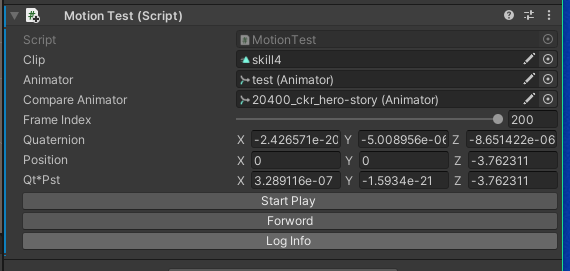 Motion Test (Script)
Script MotionTest
Clip skill4
Animator test (Animator)
Compare Animator 20400_ckr_hero-story (Animator)
Frame Index 200
Quaternion X -2.426571e-20 Y -5.008956e-06 Z -8.651422e-06
Position X 0 Y 0 Z -3.762311
Qt*Pst X 3.289116e-07 Y -1.5934e-21 Z -3.762311
Start Play
Forword
Log Info